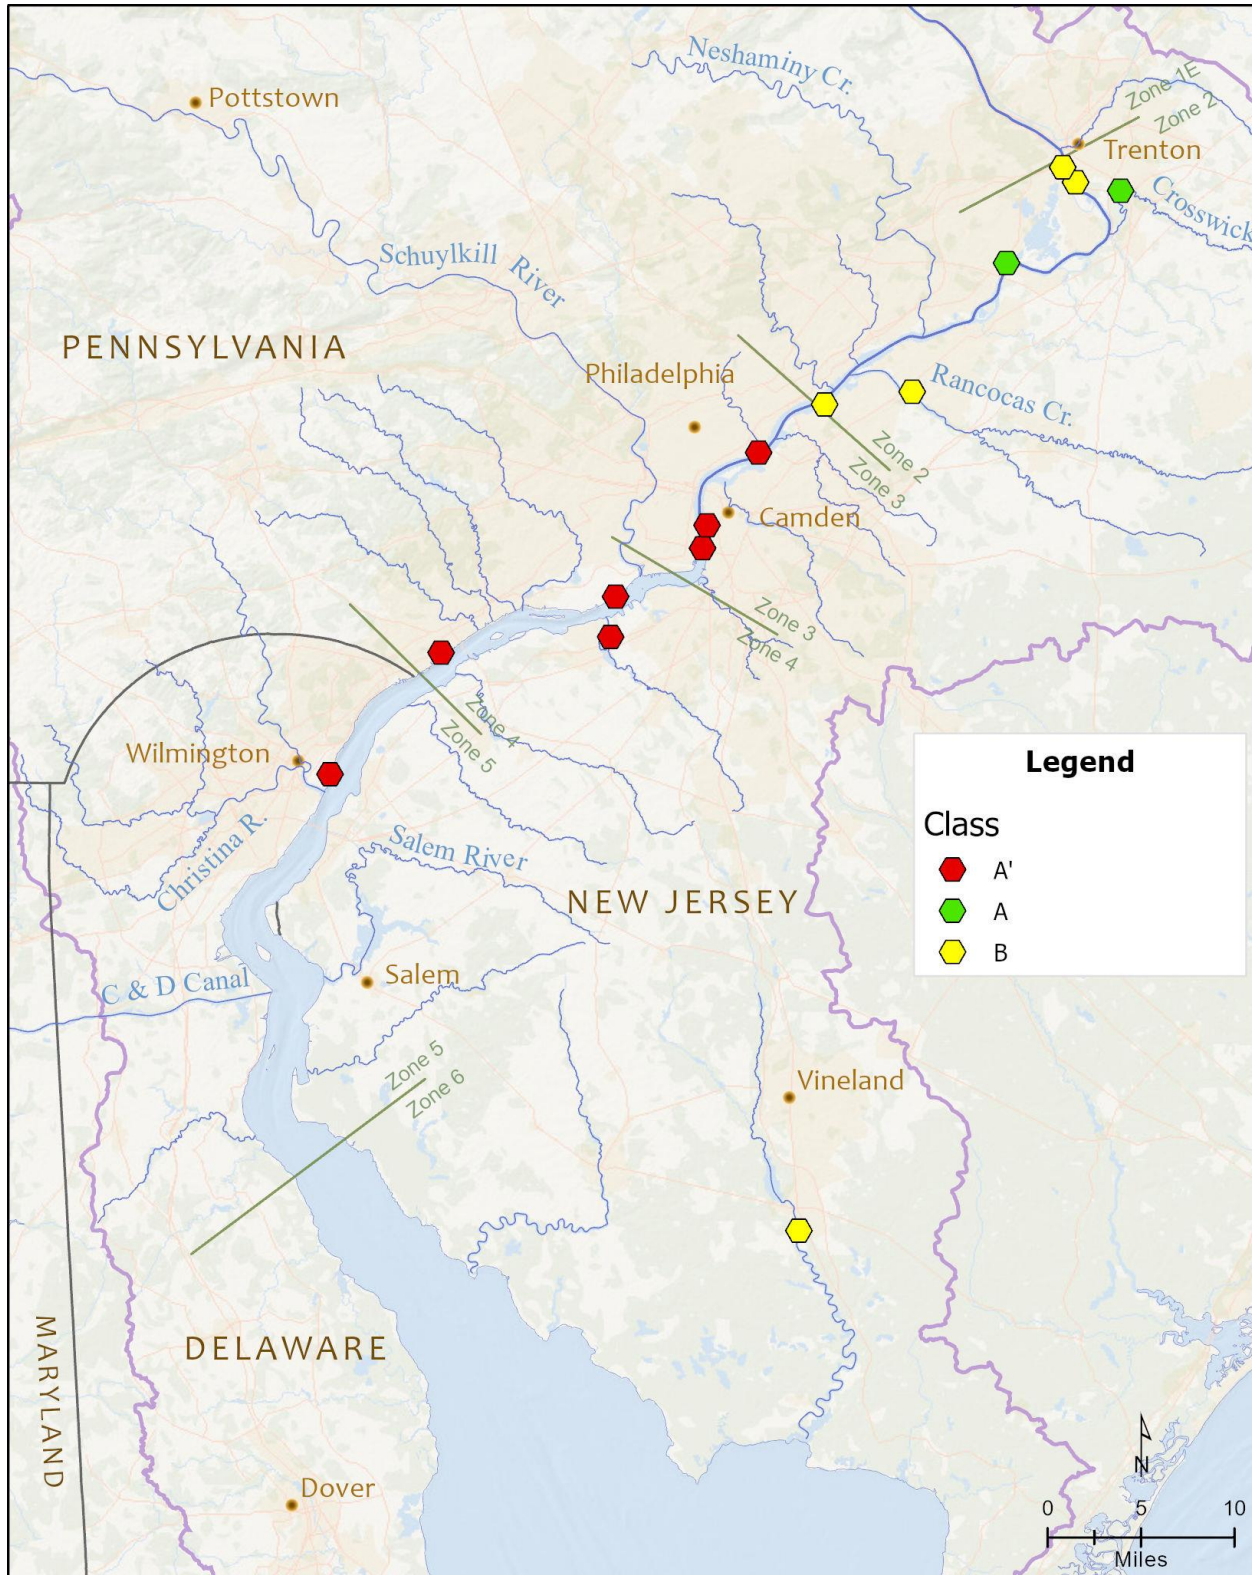 Neshaminy Cr.
Pottstown
Zone 1E
Zone 2
Trenton
Crosswick
Schuylkill River
PENNSYLVANIA
Philadelphia
Rancocas Cr.
Zone 2
Zone 3
Camden
Zone 3
Zone 4
Zone 4
Zone 5
Wilmington
Christina R.
Salem River
NEW JERSEY
Legend
Class
A'
A
B
C & D Canal
Salem
Zone 5
Zone 6
Vineland
DELAWARE
MARYLAND
Dover
N
0 5 10
Miles